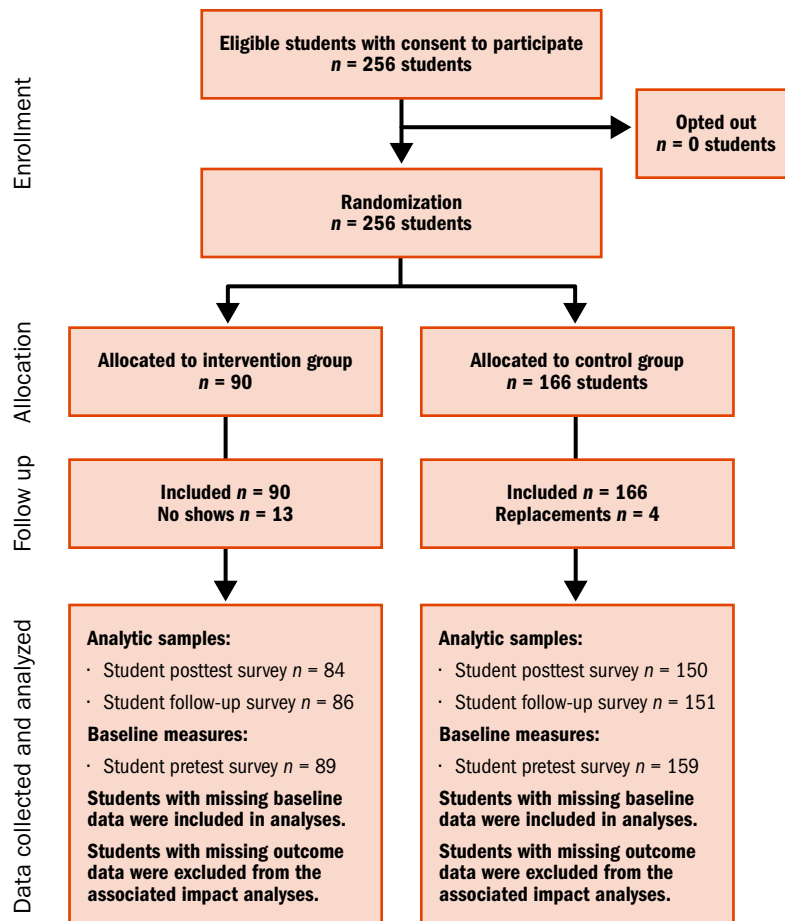 Enrollment
Eligible students with consent to participate
n = 256 students
Opted out
n = 0 students
Randomization
n = 256 students
Allocation
Allocated to intervention group
n = 90
Allocated to control group
n = 166 students
Follow up
Included n = 90
No shows n = 13
Included n = 166
Replacements n = 4
Data collected and analyzed
Analytic samples:
· Student posttest survey n = 84
· Student follow-up survey n = 86
Baseline measures:
· Student pretest survey n = 89
Students with missing baseline
data were included in analyses.
Students with missing outcome
data were excluded from the
associated impact analyses.
Analytic samples:
· Student posttest survey n = 150
· Student follow-up survey n = 151
Baseline measures:
· Student pretest survey n = 159
Students with missing baseline
data were included in analyses.
Students with missing outcome
data were excluded from the
associated impact analyses.